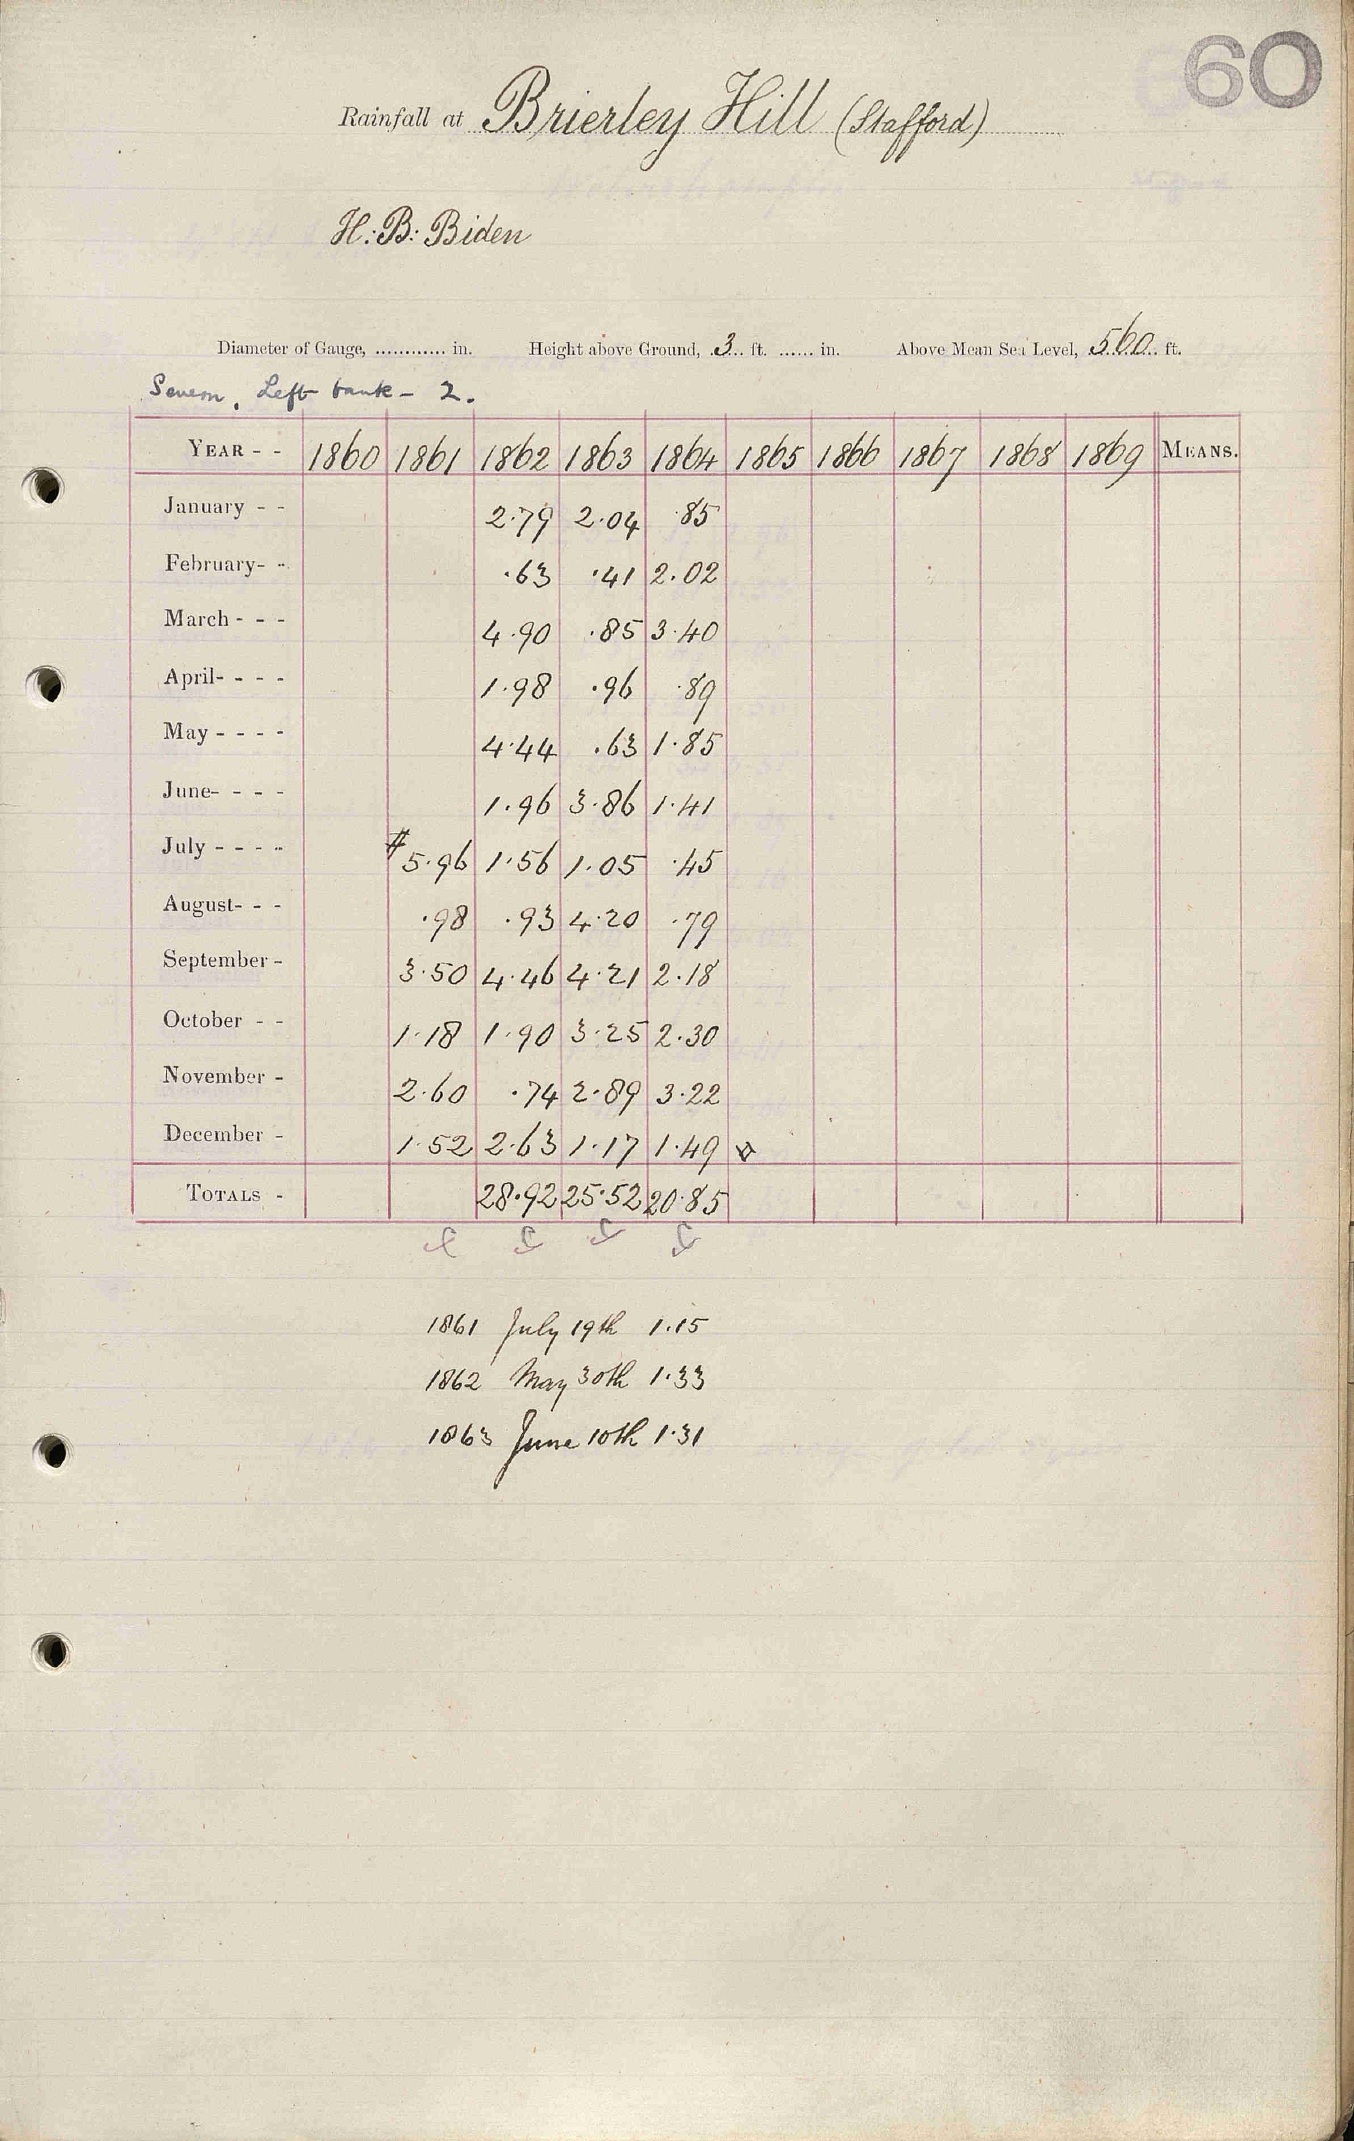 60
Rainfall at Brierley Hill (Stafford)
H. B: Biden
Diameter of Gauge, ............ in. Height above Ground, 3 ft. ...... in. Above Mean Sea Level, 560 ft.
Severn, Left bank - 2.
YEAR - - 1860 1861 1862 1863 1864 1865 1866 1867 1868 1869 MEANS.
January - - 2.79 2.04 .85
February- - .63 .41 2.02
March - - - 4.90 .85 3.40
April- - - - 1.98 .96 .89
May - - - - 4.44 .63 1.85
June- - - - 1.96 3.86 1.41
July - - - - # 5.96 1.56 1.05 .45
August- - - .98 .93 4.20 .79
September - 3.50 4.46 4.21 2.18
October - - 1.18 1.90 3.25 2.30
November - 2.60 .74 2.89 3.22
December - 1.52 2.63 1.17 1.49
TOTALS - 28.92 25.52 20.85
1861 July 19th 1.15
1862 May 30th 1.33
1863 June 10th 1.31